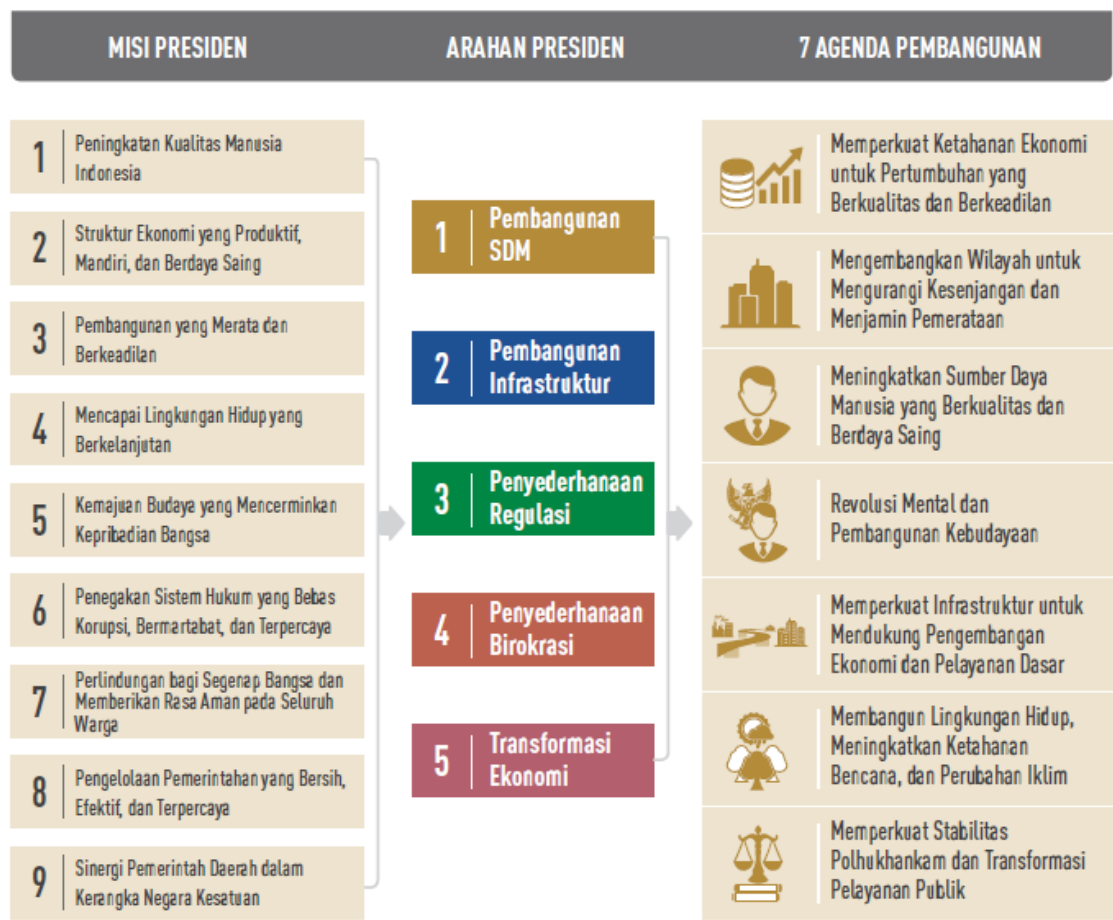 MISI PRESIDEN
ARAHAN PRESIDEN
7 AGENDA PEMBANGUNAN
1
Peningkatan Kualitas Manusia
Indonesia
2
Struktur Ekonomi yang Produktif,
Mandiri, dan Berdaya Saing
3
Pembangunan yang Merata dan
Berkeadilan
4
Mencapai Lingkungan Hidup yang
Berkelanjutan
5
Kemajuan Budaya yang Mencerminkan
Kepribadian Bangsa
6
Penegakan Sistem Hukum yang Bebas
Korupsi, Bermartabat, dan Terpercaya
7
Perlindungan bagi Segenap Bangsa dan
Memberikan Rasa Aman pada Seluruh
Warga
8
Pengelolaan Pemerintahan yang Bersih,
Efektif, dan Terpercaya
9
Sinergi Pemerintah Daerah dalam
Kerangka Negara Kesatuan
1
Pembangunan
SDM
2
Pembangunan
Infrastruktur
3
Penyederhanaan
Regulasi
4
Penyederhanaan
Birokrasi
5
Transformasi
Ekonomi
Memperkuat Ketahanan Ekonomi
untuk Pertumbuhan yang
Berkualitas dan Berkeadilan
Mengembangkan Wilayah untuk
Mengurangi Kesenjangan dan
Menjamin Pemerataan
Meningkatkan Sumber Daya
Manusia yang Berkualitas dan
Berdaya Saing
Revolusi Mental dan
Pembangunan Kebudayaan
Memperkuat Infrastruktur untuk
Mendukung Pengembangan
Ekonomi dan Pelayanan Dasar
Membangun Lingkungan Hidup,
Meningkatkan Ketahanan
Bencana, dan Perubahan Iklim
Memperkuat Stabilitas
Polhukhankam dan Transformasi
Pelayanan Publik